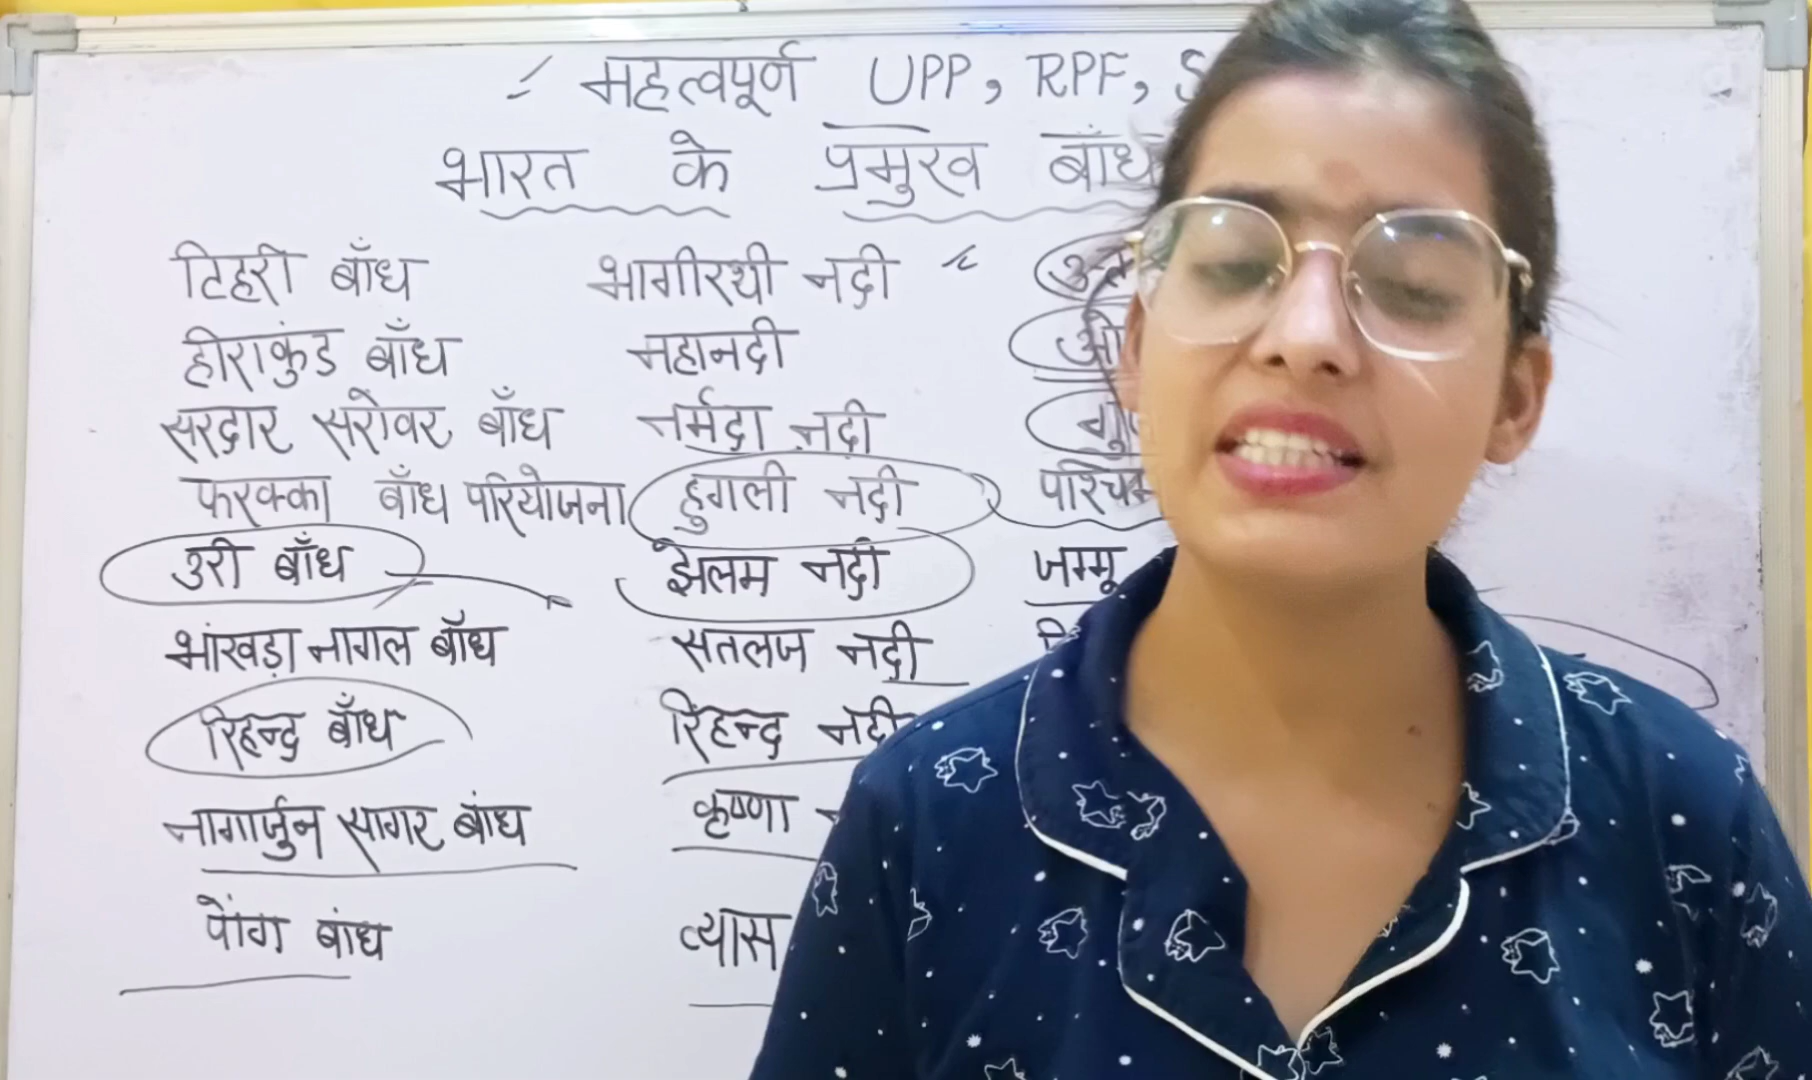 महत्वपूर्ण UPP, RPF,
भारत के प्रमुख बाँध
टिहरी बाँध भागीरथी नदी
हीराकुंड बाँध महानदी
सरदार सरोवर बाँध नर्मदा नदी
फरक्का बाँध परियोजना हुगली नदी
उरी बाँध झेलम नदी जम्मू
भांखड़ा नागल बाँध सतलज नदी
रिहन्द बाँध रिहन्द नदी
नागार्जुन सागर बांध कृष्णा
पोंग बांध व्यास